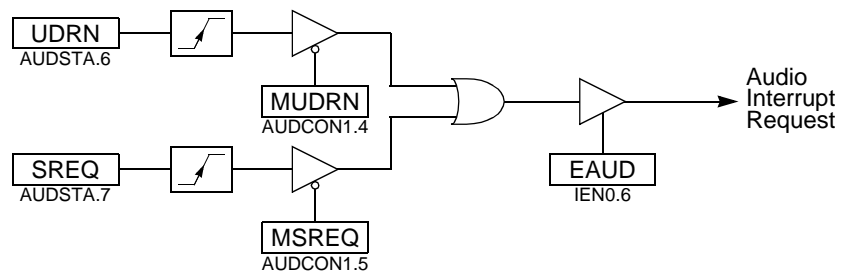 UDRN
AUDSTA.6
MUDRN
AUDCON1.4
Audio
Interrupt
Request
SREQ
AUDSTA.7
EAUD
IEN0.6
MSREQ
AUDCON1.5